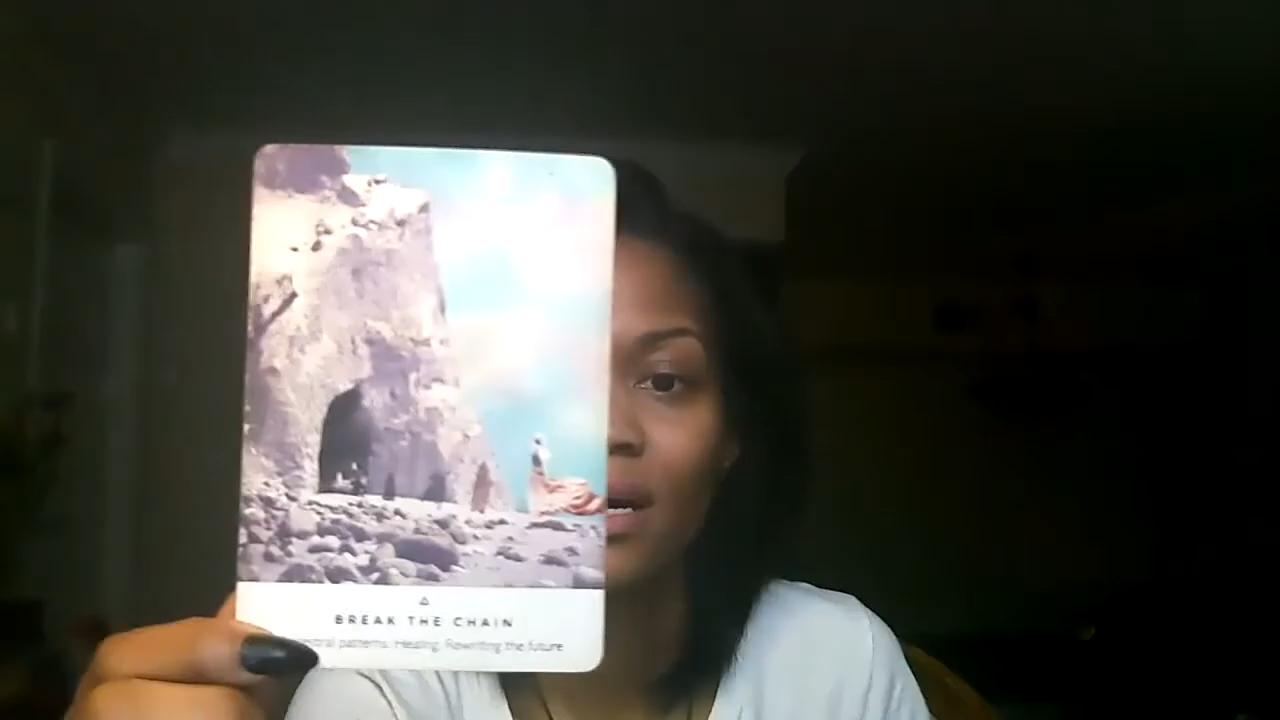 BREAK THE CHAIN
patterns. Healing. Rewriting the future